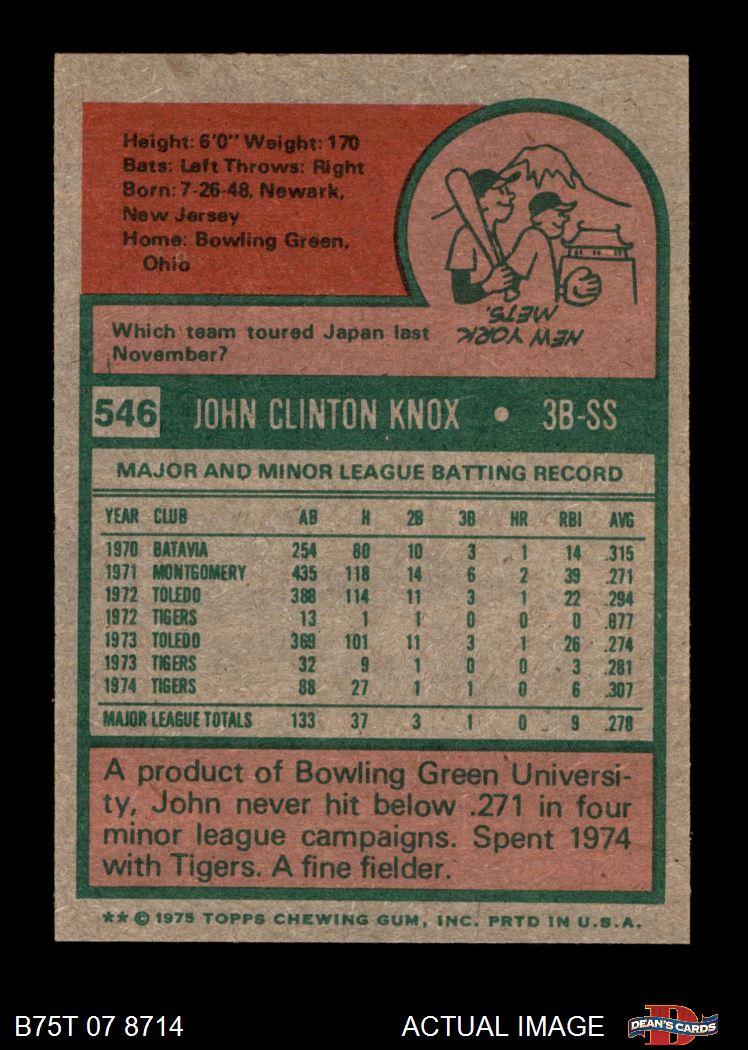 Height: 6'0" Weight: 170
Bats: Left Throws: Right
Born: 7-26-48, Newark,
New Jersey
Home: Bowling Green,
Ohio
NEW YORK
METS.
Which team toured Japan last
November?
546 JOHN CLINTON KNOX • 3B-SS
MAJOR AND MINOR LEAGUE BATTING RECORD
YEAR CLUB AB H 2B 3B HR RBI AVG
1970 BATAVIA 254 80 10 3 1 14 .315
1971 MONTGOMERY 435 118 14 6 2 39 .271
1972 TOLEDO 388 114 11 3 1 22 .294
1972 TIGERS 13 1 1 0 0 0 .077
1973 TOLEDO 369 101 11 3 1 26 .274
1973 TIGERS 32 9 1 0 0 3 .281
1974 TIGERS 88 27 1 1 0 6 .307
MAJOR LEAGUE TOTALS 133 37 3 1 0 9 .278
A product of Bowling Green Universi-
ty, John never hit below .271 in four
minor league campaigns. Spent 1974
with Tigers. A fine fielder.
** © 1975 TOPPS CHEWING GUM, INC. PRTD IN U.S.A.
B75T 07 8714 ACTUAL IMAGE DEAN'S CARDS